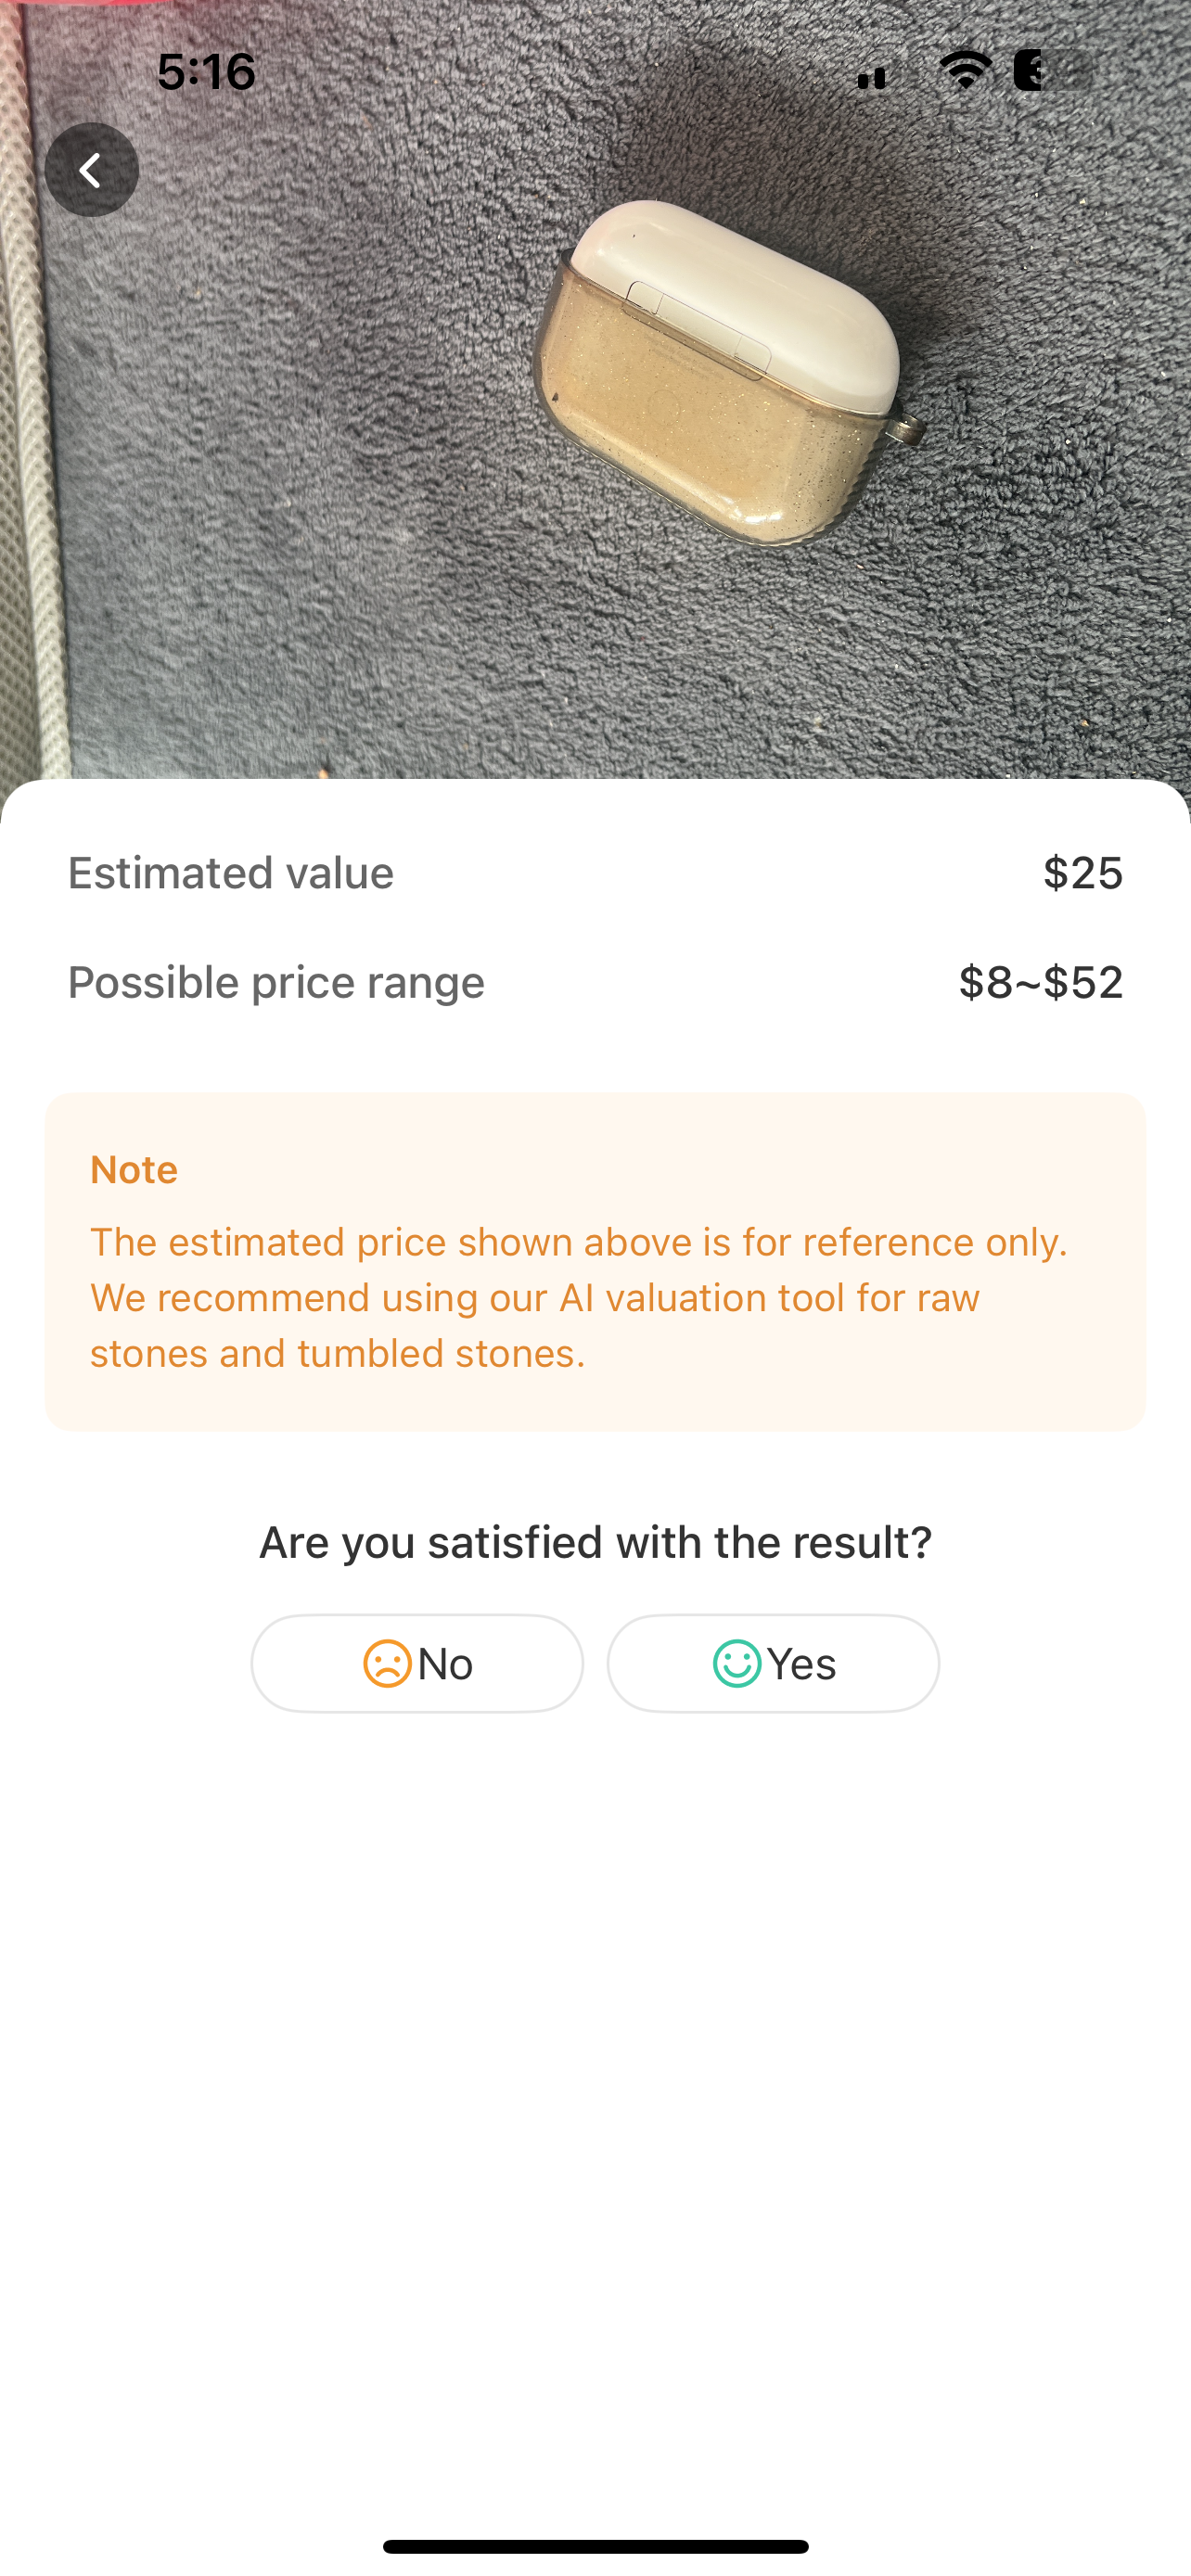 5:16
Estimated value $25
Possible price range $8~$52
Note
The estimated price shown above is for reference only.
We recommend using our AI valuation tool for raw
stones and tumbled stones.
Are you satisfied with the result?
No Yes